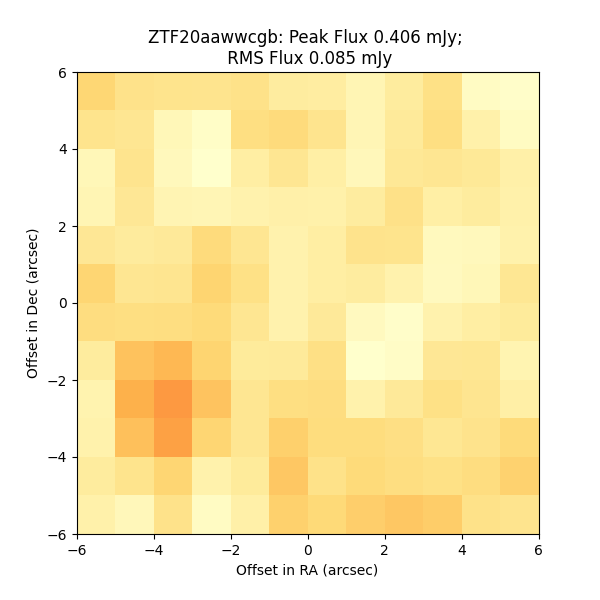 ZTF20aawwcgb: Peak Flux 0.406 mJy;
RMS Flux 0.085 mJy
6
4
2
0
−2
−4
−6
Offset in Dec (arcsec)
−6 −4 −2 0 2 4 6
Offset in RA (arcsec)